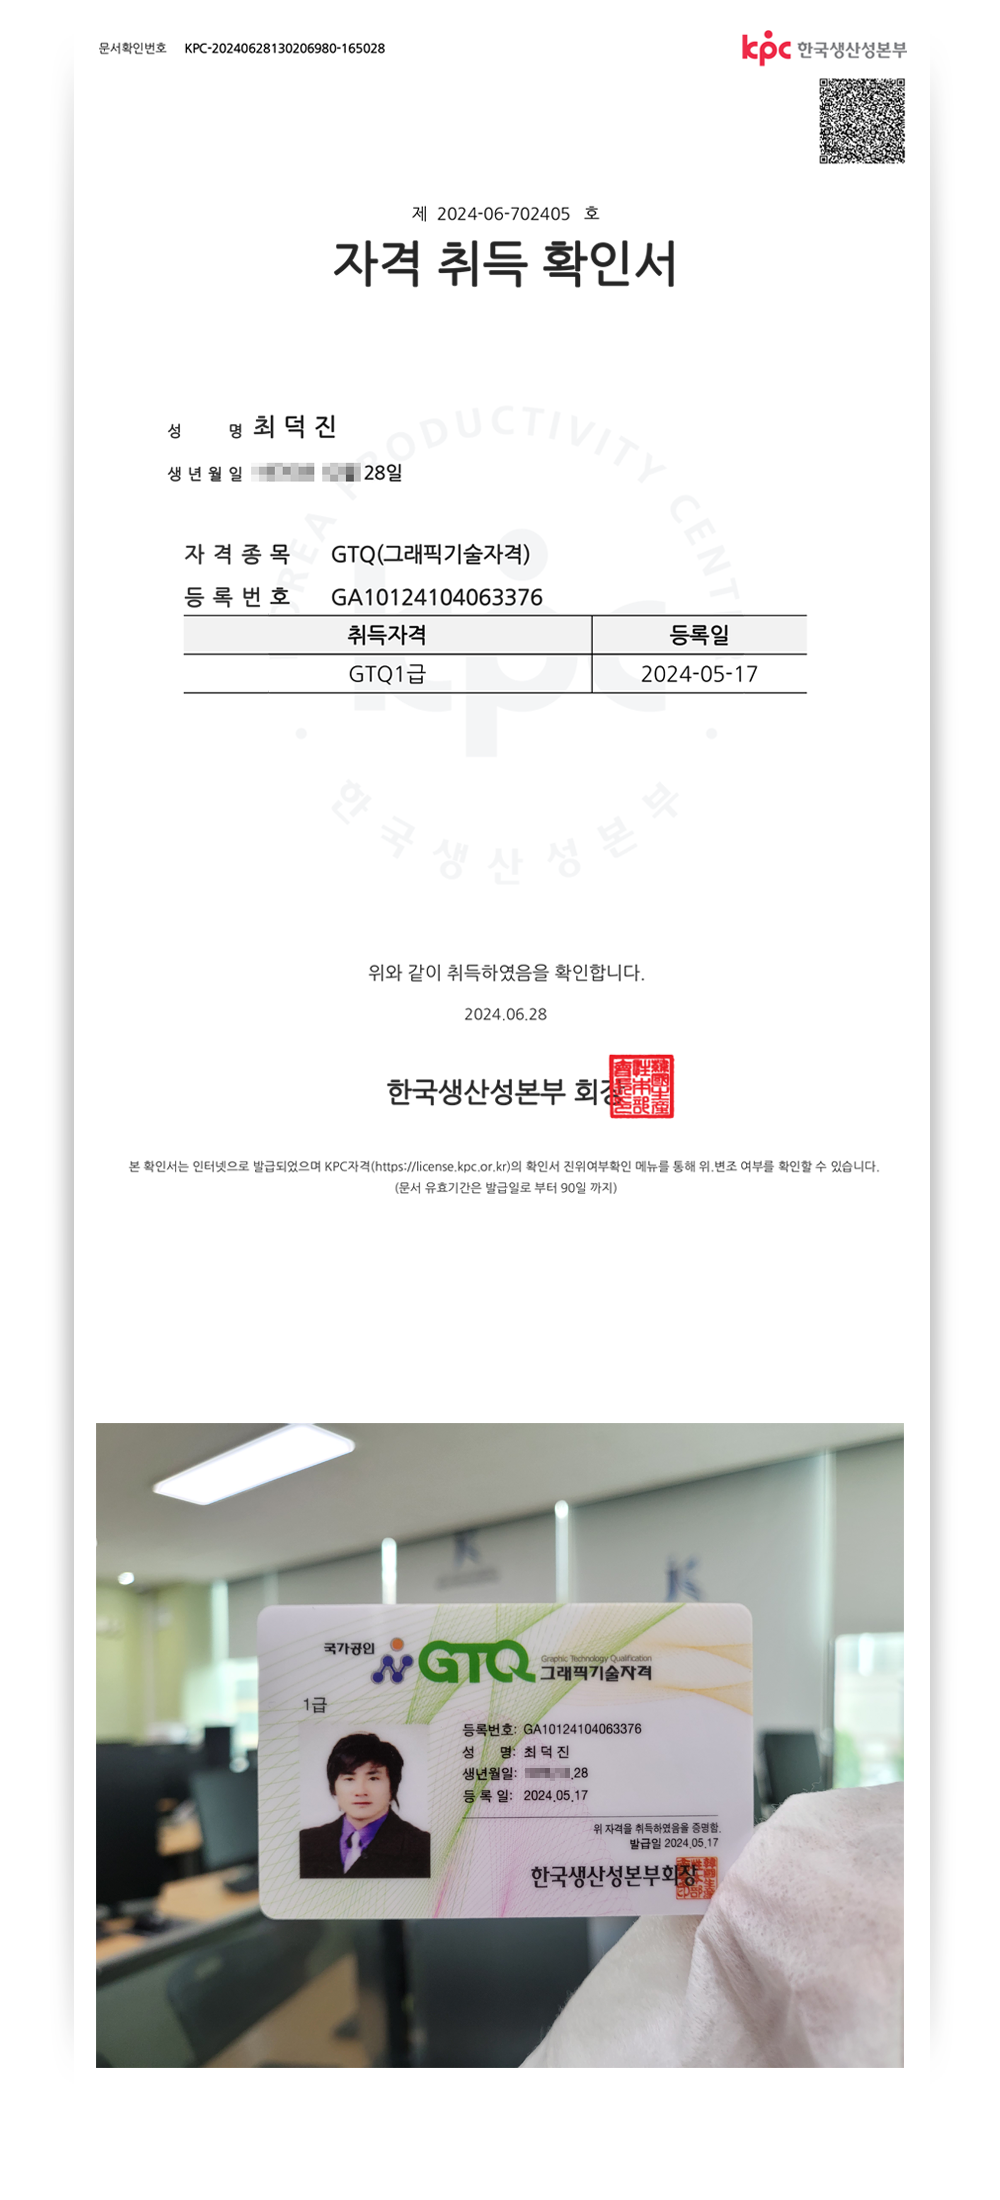 문서확인번호 KPC-20240628130206980-165028
kpc 한국생산성본부
제 2024-06-702405 호
자격 취득 확인서
성 명 최 덕 진
생 년 월 일 28일
자 격 종 목 GTQ(그래픽기술자격)
등 록 번 호 GA10124104063376
취득자격 등록일
GTQ1급 2024-05-17
KOREA PRODUCTIVITY CENTER
kpc
한국생산성본부
위와 같이 취득하였음을 확인합니다.
2024.06.28
한국생산성본부 회장
본 확인서는 인터넷으로 발급되었으며 KPC자격(https://license.kpc.or.kr)의 확인서 진위여부확인 메뉴를 통해 위.변조 여부를 확인할 수 있습니다.
(문서 유효기간은 발급일로 부터 90일 까지)
국가공인 GTQ Graphic Technology Qualification
그래픽기술자격
1급
등록번호: GA10124104063376
성 명: 최 덕 진
생년월일: .28
등 록 일: 2024.05.17
위 자격을 취득하였음을 증명함.
발급일 2024.05.17
한국생산성본부회장